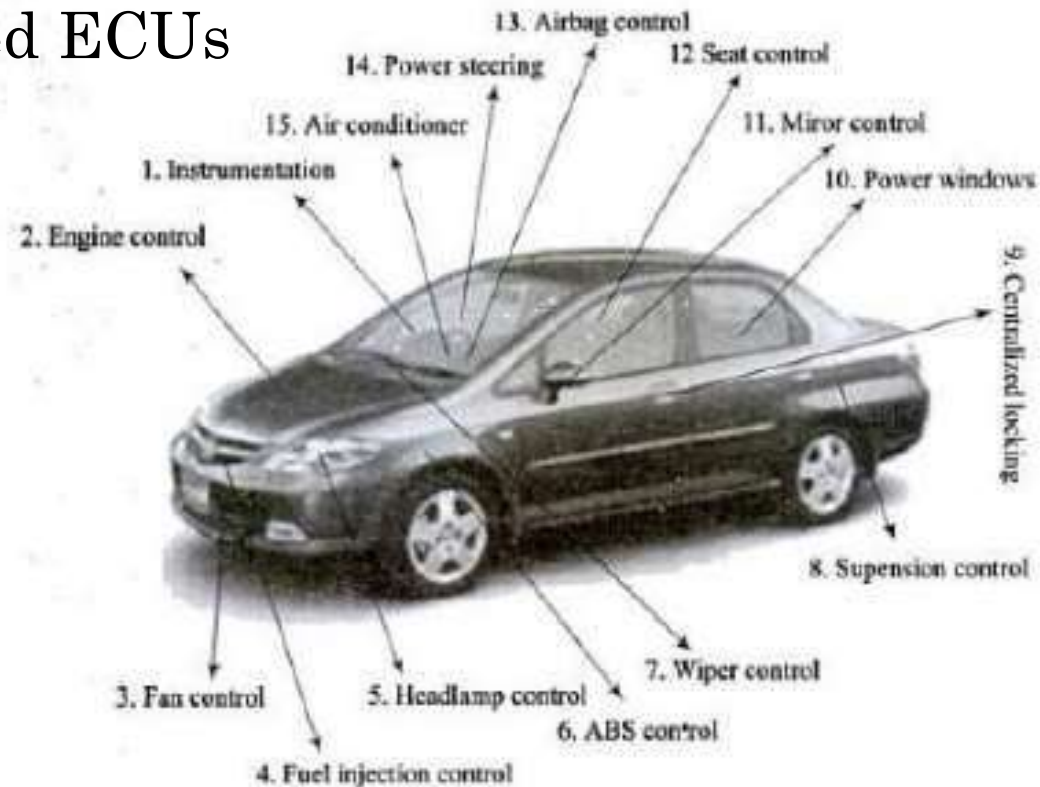 ed ECUs
13. Airbag control
12 Seat control
14. Power steering
15. Air conditioner
11. Miror control
1. Instrumentation
10. Power windows
2. Engine control
9. Centralized locking
8. Supension control
7. Wiper control
3. Fan control
5. Headlamp control
6. ABS control
4. Fuel injection control